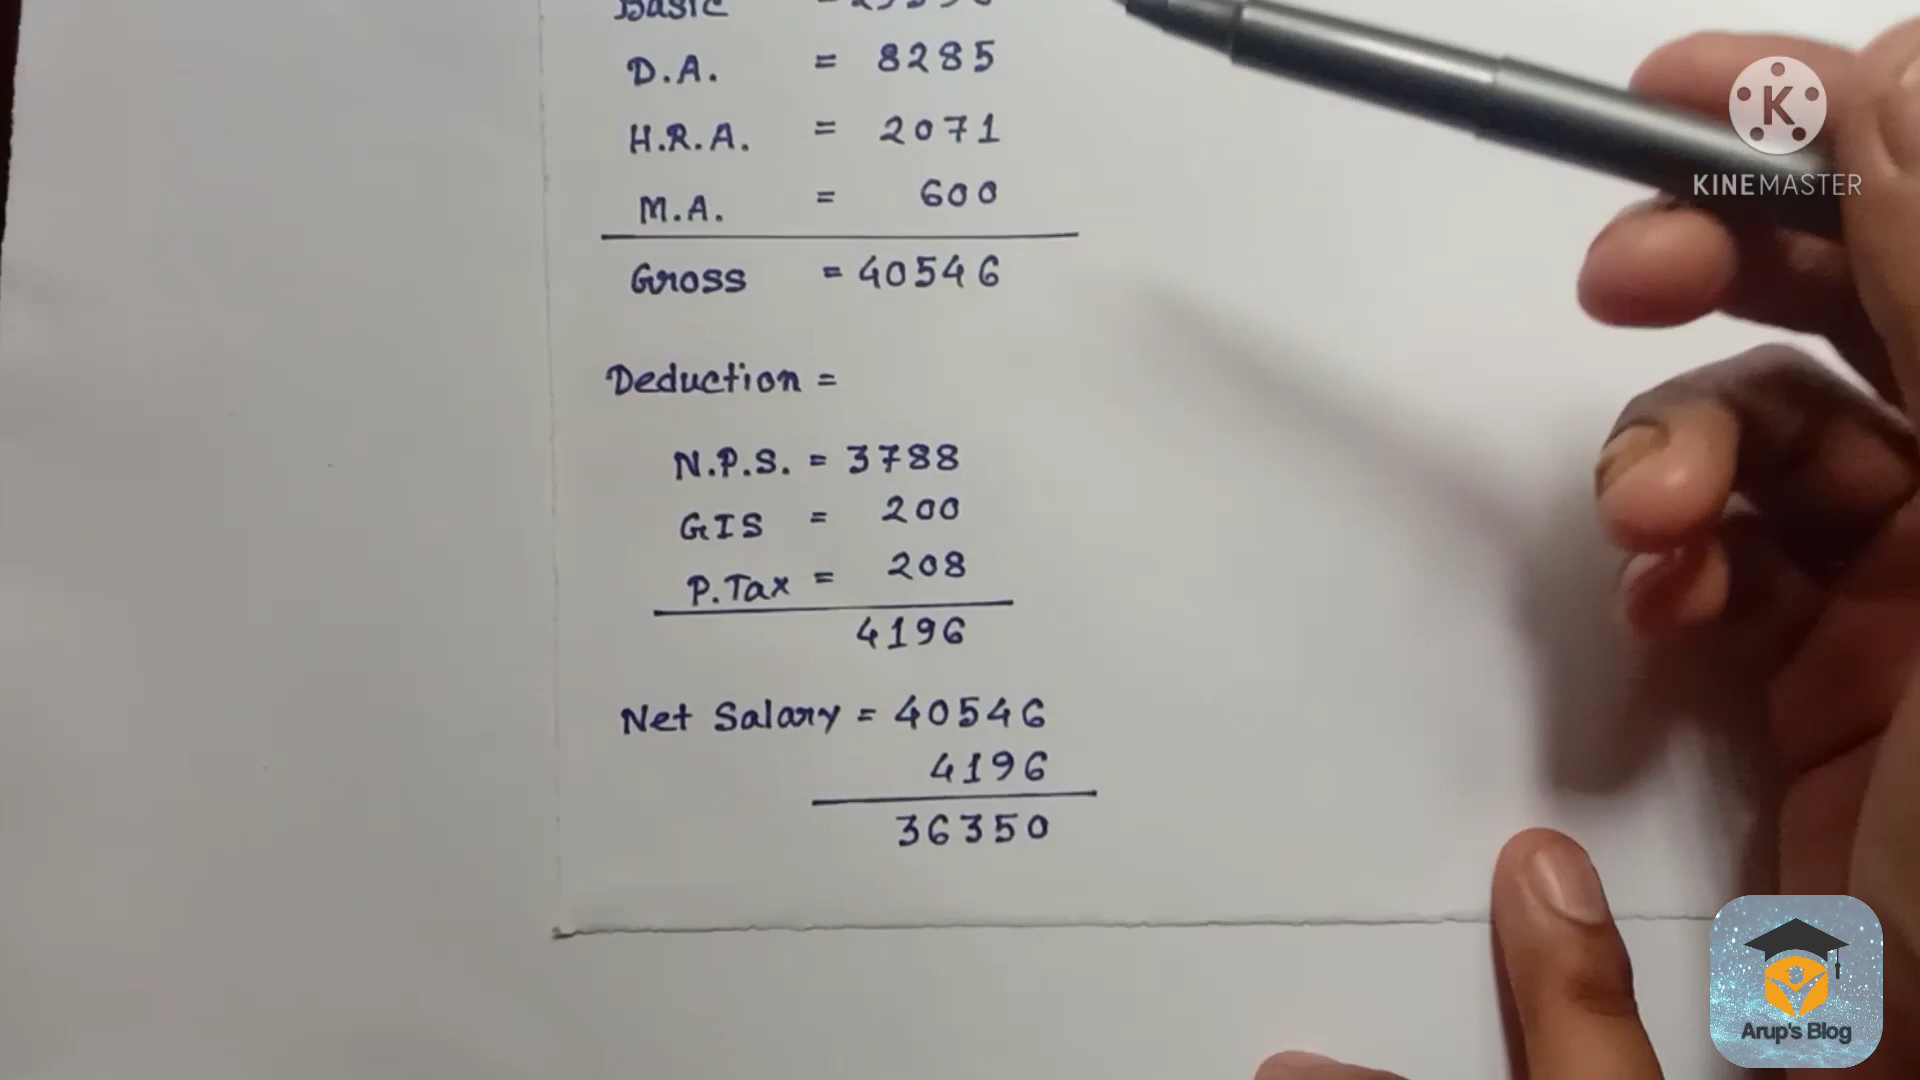 Basic =
D.A. = 8285
H.R.A. = 2071
M.A. = 600
Gross = 40546
Deduction =
N.P.S. = 3788
GIS = 200
P.Tax = 208
4196
Net Salary = 40546
4196
36350
K
KINEMASTER
Arup's Blog